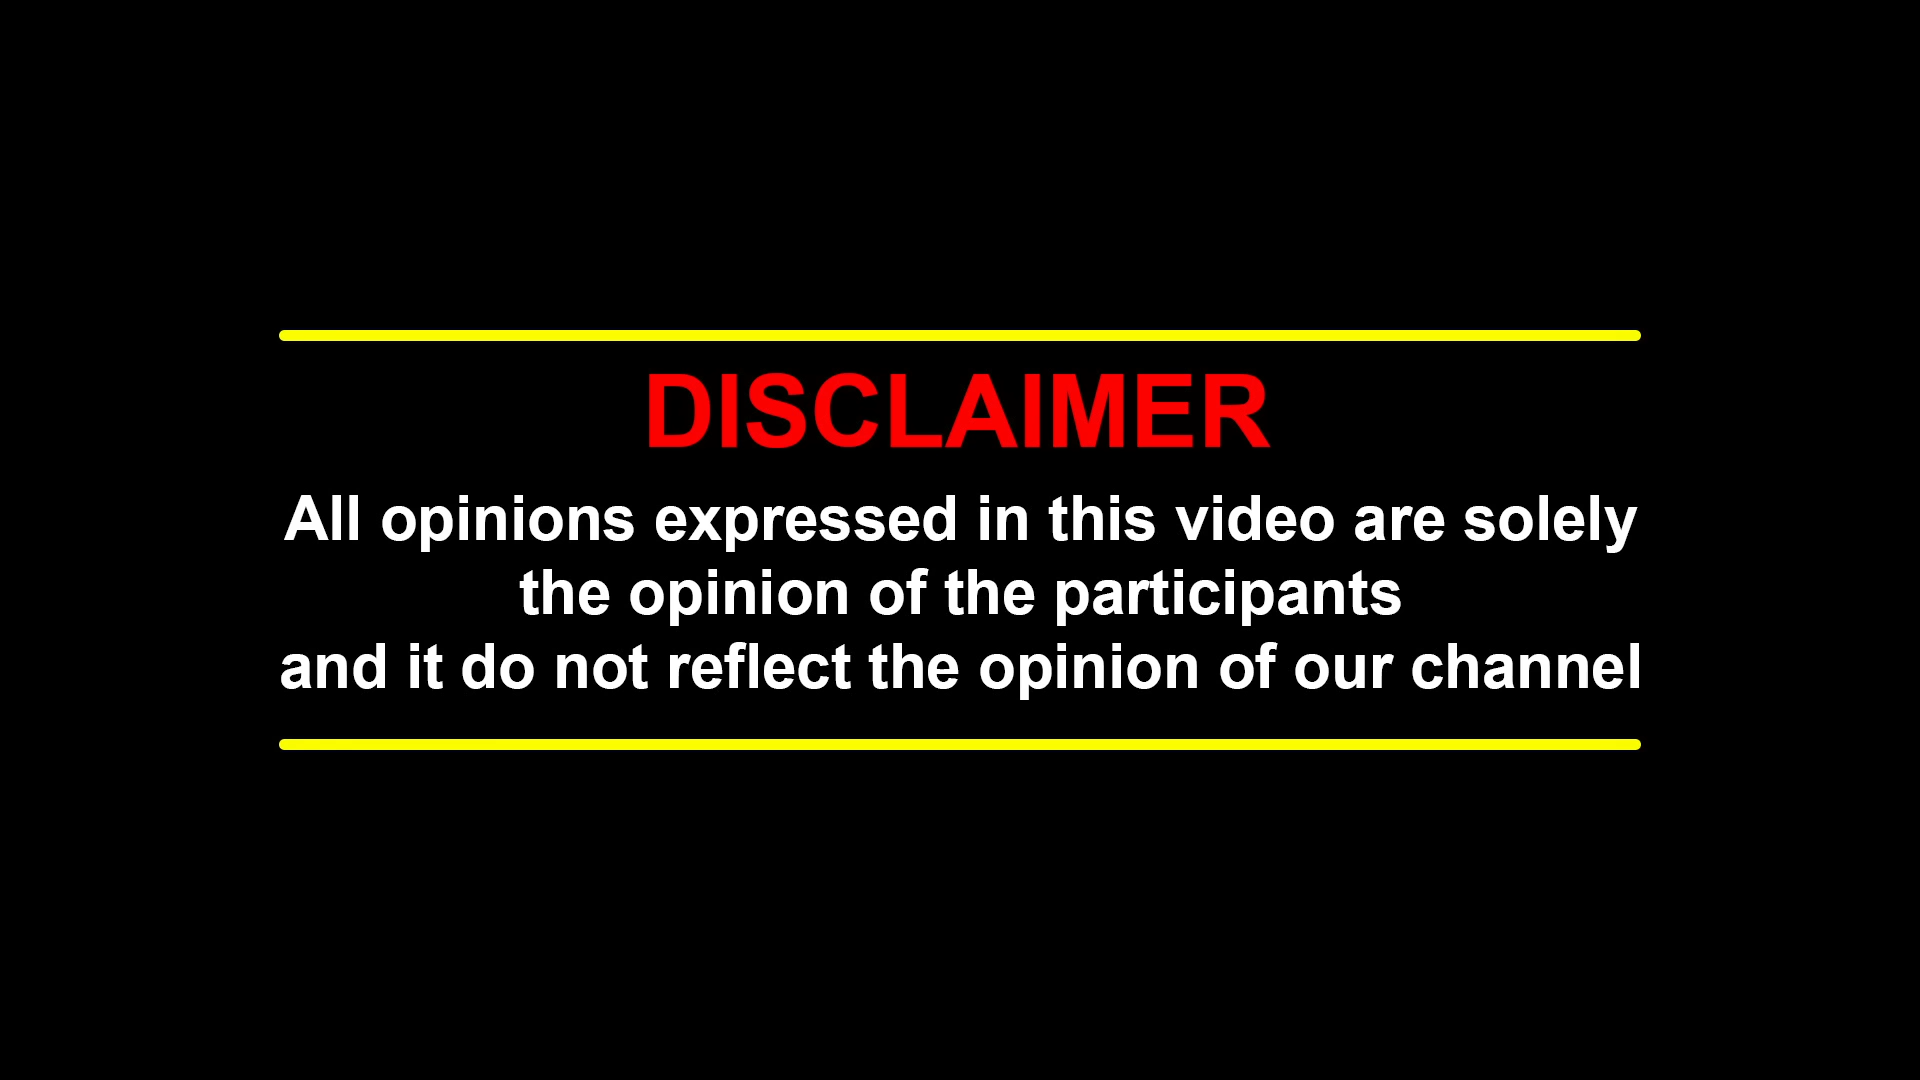 DISCLAIMER
All opinions expressed in this video are solely
the opinion of the participants
and it do not reflect the opinion of our channel